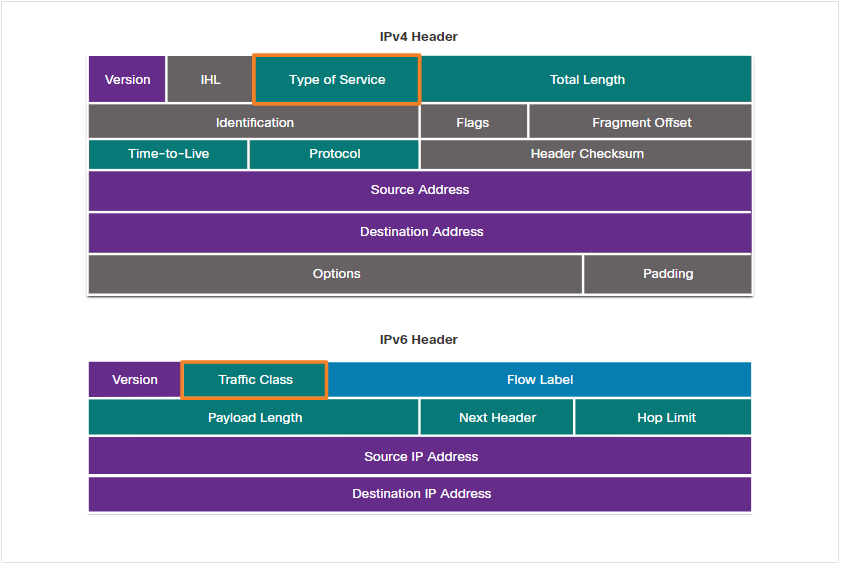 IPv4 Header
Version IHL Type of Service Total Length
Identification Flags Fragment Offset
Time-to-Live Protocol Header Checksum
Source Address
Destination Address
Options Padding
IPv6 Header
Version Traffic Class Flow Label
Payload Length Next Header Hop Limit
Source IP Address
Destination IP Address